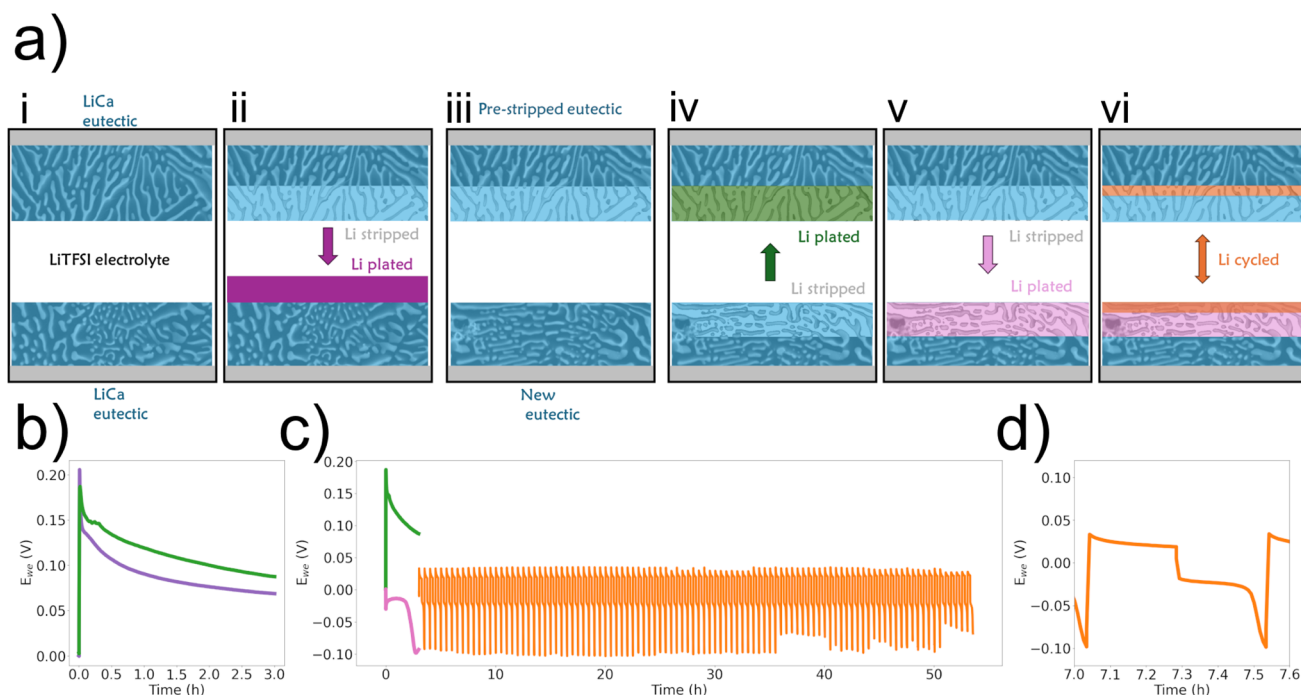 a)
i
ii
iii
iv
v
vi
LiCa
eutectic
Pre-stripped eutectic
LiTFSI electrolyte
Li stripped
Li plated
Li plated
Li stripped
Li stripped
Li plated
Li cycled
LiCa
eutectic
New
eutectic
b)
E_we (V)
0.20
0.15
0.10
0.05
0.00
0.0 0.5 1.0 1.5 2.0 2.5 3.0
Time (h)
c)
E_we (V)
0.20
0.15
0.10
0.05
0.00
−0.05
−0.10
0 10 20 30 40 50
Time (h)
d)
E_we (V)
0.10
0.05
0.00
−0.05
−0.10
7.0 7.1 7.2 7.3 7.4 7.5 7.6
Time (h)